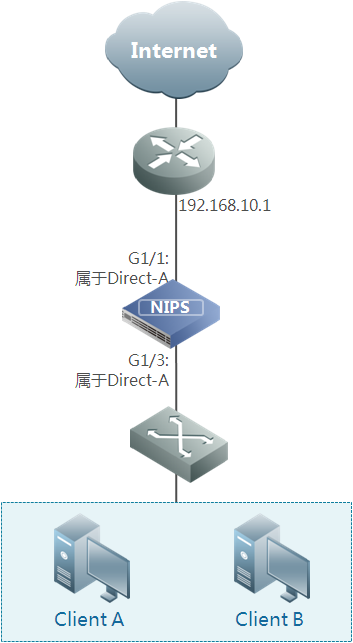 Internet
192.168.10.1
G1/1:
属于Direct-A
NIPS
G1/3:
属于Direct-A
Client A
Client B